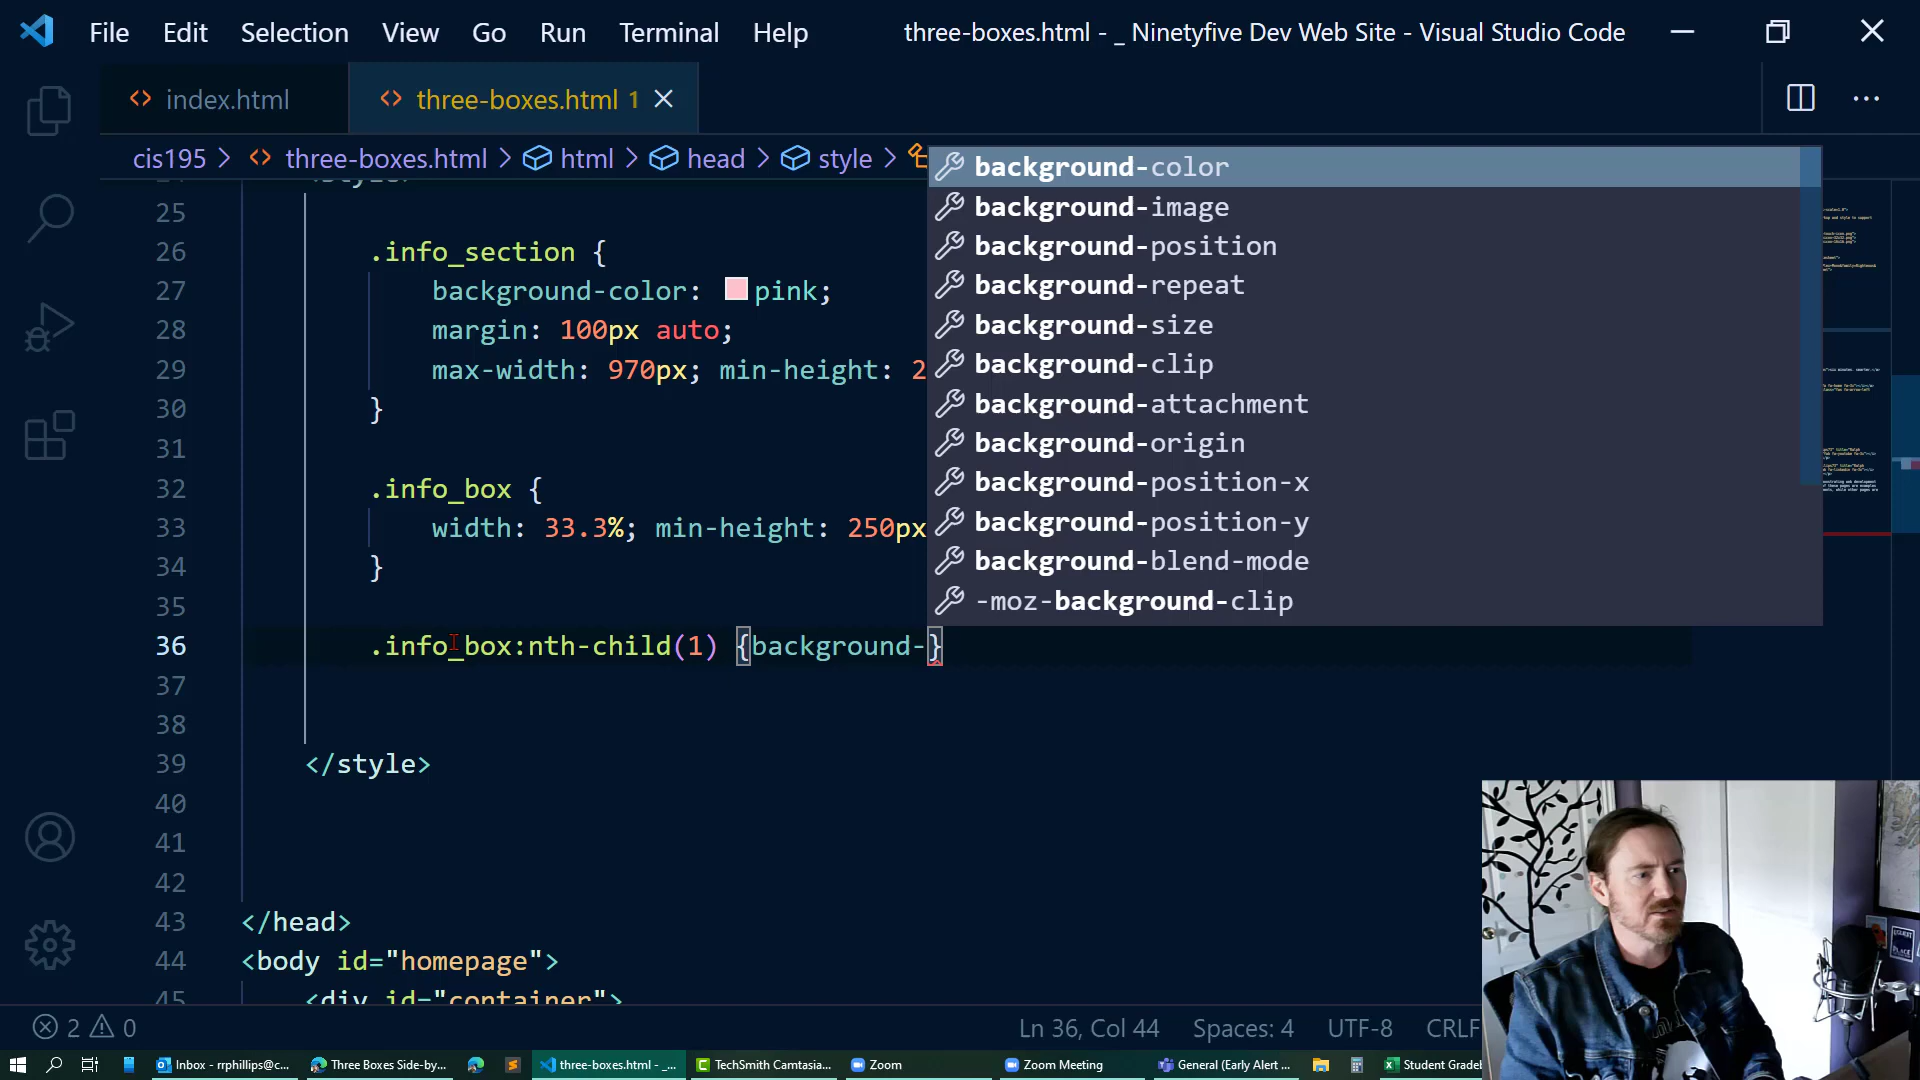 File Edit Selection View Go Run Terminal Help three-boxes.html - _ Ninetyfive Dev Web Site - Visual Studio Code
index.html three-boxes.html 1
cis195 > three-boxes.html > html > head > style >
25
26 .info_section {
27 background-color: pink;
28 margin: 100px auto;
29 max-width: 970px; min-height: 2
30 }
31
32 .info_box {
33 width: 33.3%; min-height: 250px
34 }
35
36 .info_box:nth-child(1) {background-}
37
38
39 </style>
40
41
42
43 </head>
44 <body id="homepage">
45 <div id="container">
background-color
background-image
background-position
background-repeat
background-size
background-clip
background-attachment
background-origin
background-position-x
background-position-y
background-blend-mode
-moz-background-clip
2 0 Ln 36, Col 44 Spaces: 4 UTF-8 CRLF
Inbox - rrphillips@c... Three Boxes Side-by... three-boxes.html - _... TechSmith Camtasia... Zoom Zoom Meeting General (Early Alert ... Student Gradeb